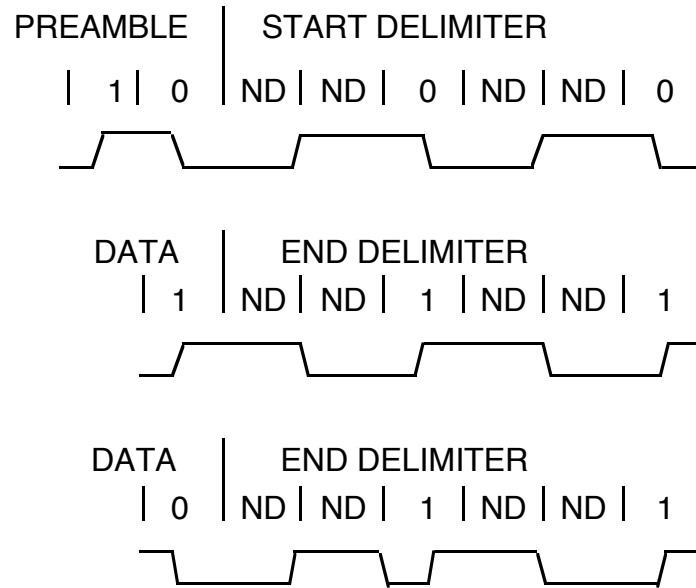 PREAMBLE | START DELIMITER
| 1 | 0 | ND | ND | 0 | ND | ND | 0
DATA | END DELIMITER
| 1 | ND | ND | 1 | ND | ND | 1
DATA | END DELIMITER
| 0 | ND | ND | 1 | ND | ND | 1